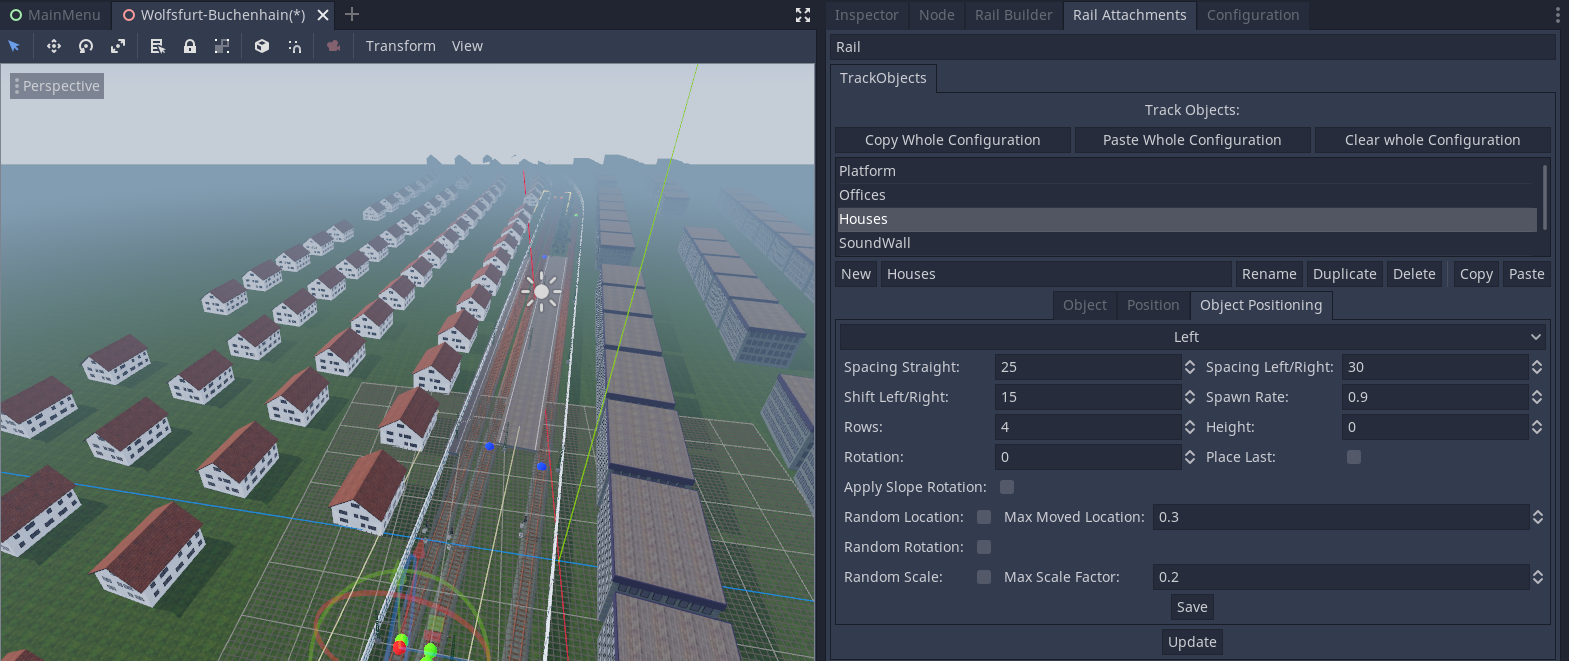 MainMenu Wolfsfurt-Buchenhain(*)
Transform View
Perspective
Inspector Node Rail Builder Rail Attachments Configuration
Rail
TrackObjects
Track Objects:
Copy Whole Configuration Paste Whole Configuration Clear whole Configuration
Platform
Offices
Houses
SoundWall
New Houses Rename Duplicate Delete Copy Paste
Object Position Object Positioning
Left
Spacing Straight: 25 Spacing Left/Right: 30
Shift Left/Right: 15 Spawn Rate: 0.9
Rows: 4 Height: 0
Rotation: 0 Place Last:
Apply Slope Rotation:
Random Location: Max Moved Location: 0.3
Random Rotation:
Random Scale: Max Scale Factor: 0.2
Save
Update